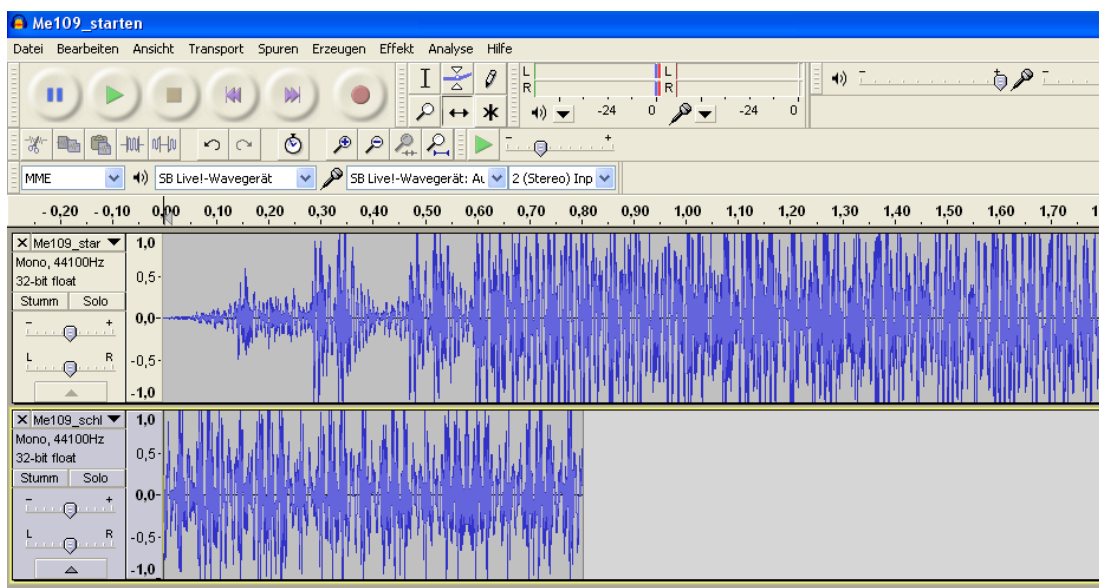 Me109_starten
Datei Bearbeiten Ansicht Transport Spuren Erzeugen Effekt Analyse Hilfe
L
R
L
R
-24 0 -24 0
MME SB Live!-Wavegerät SB Live!-Wavegerät: Au 2 (Stereo) Inp
- 0,20 - 0,10 0,00 0,10 0,20 0,30 0,40 0,50 0,60 0,70 0,80 0,90 1,00 1,10 1,20 1,30 1,40 1,50 1,60 1,70 1
Me109_star 1,0
Mono, 44100Hz
32-bit float 0,5-
Stumm Solo
- + 0,0-
L R -0,5-
-1,0
Me109_schl 1,0
Mono, 44100Hz
32-bit float 0,5-
Stumm Solo
- + 0,0-
L R -0,5-
-1,0